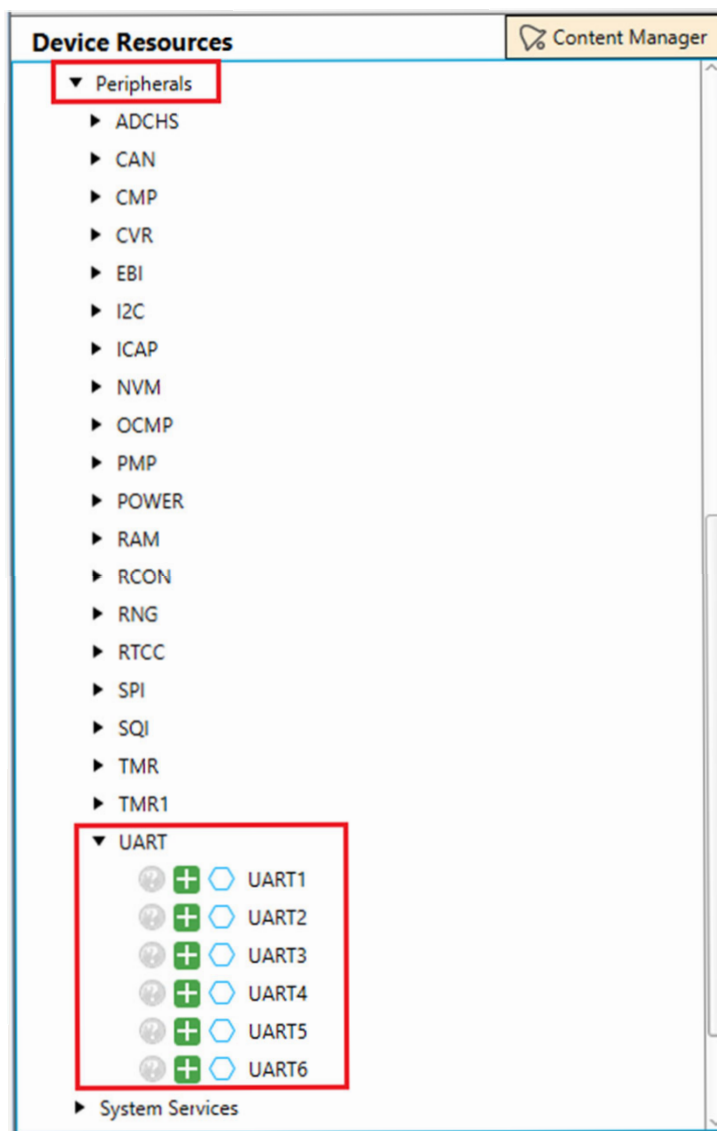 Device Resources
Content Manager
Peripherals
ADCHS
CAN
CMP
CVR
EBI
I2C
ICAP
NVM
OCMP
PMP
POWER
RAM
RCON
RNG
RTCC
SPI
SQI
TMR
TMR1
UART
UART1
UART2
UART3
UART4
UART5
UART6
System Services